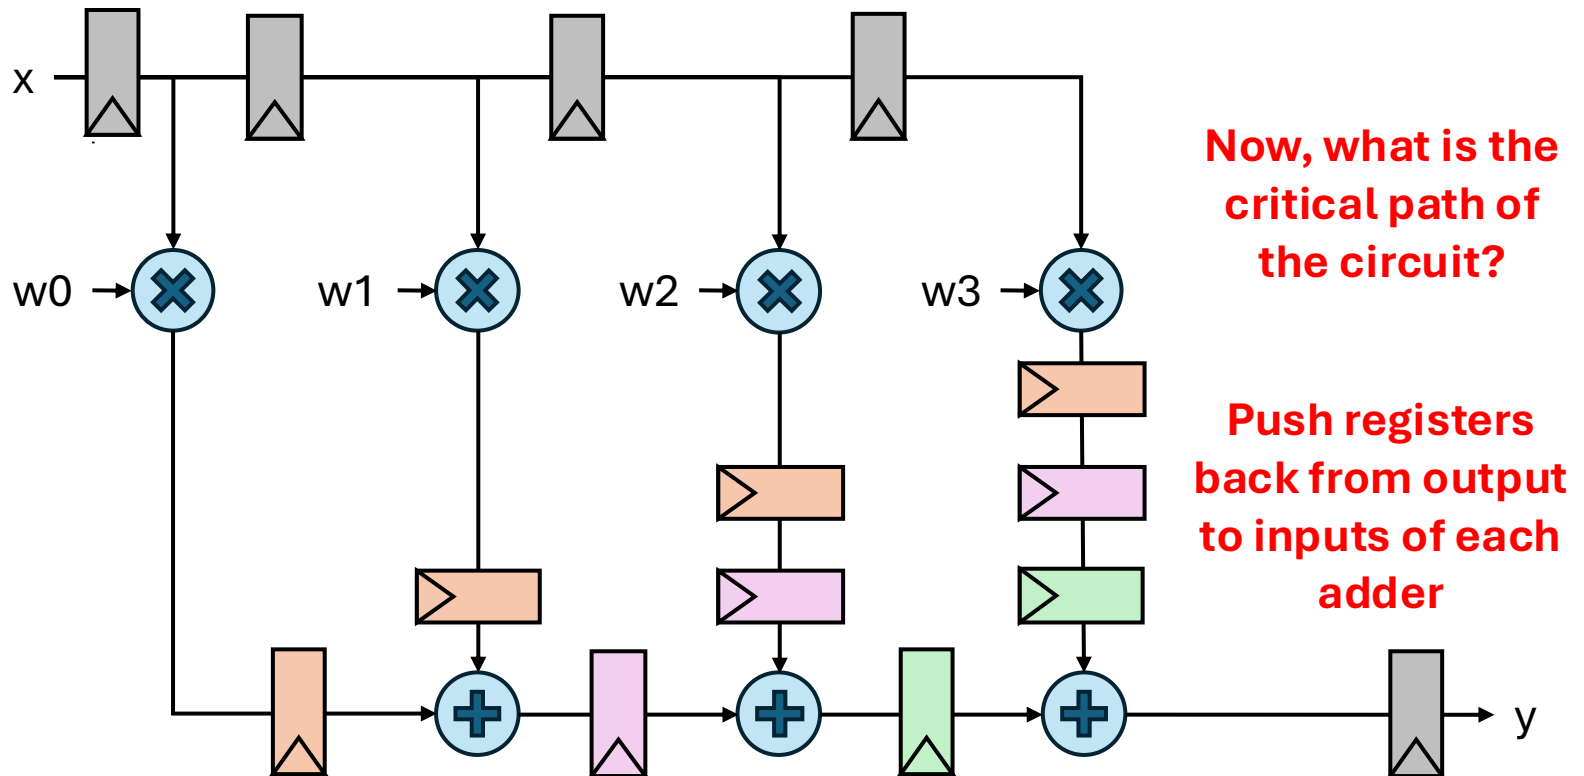 x
Now, what is the
critical path of
the circuit?
w0
w1
w2
w3
Push registers
back from output
to inputs of each
adder
y